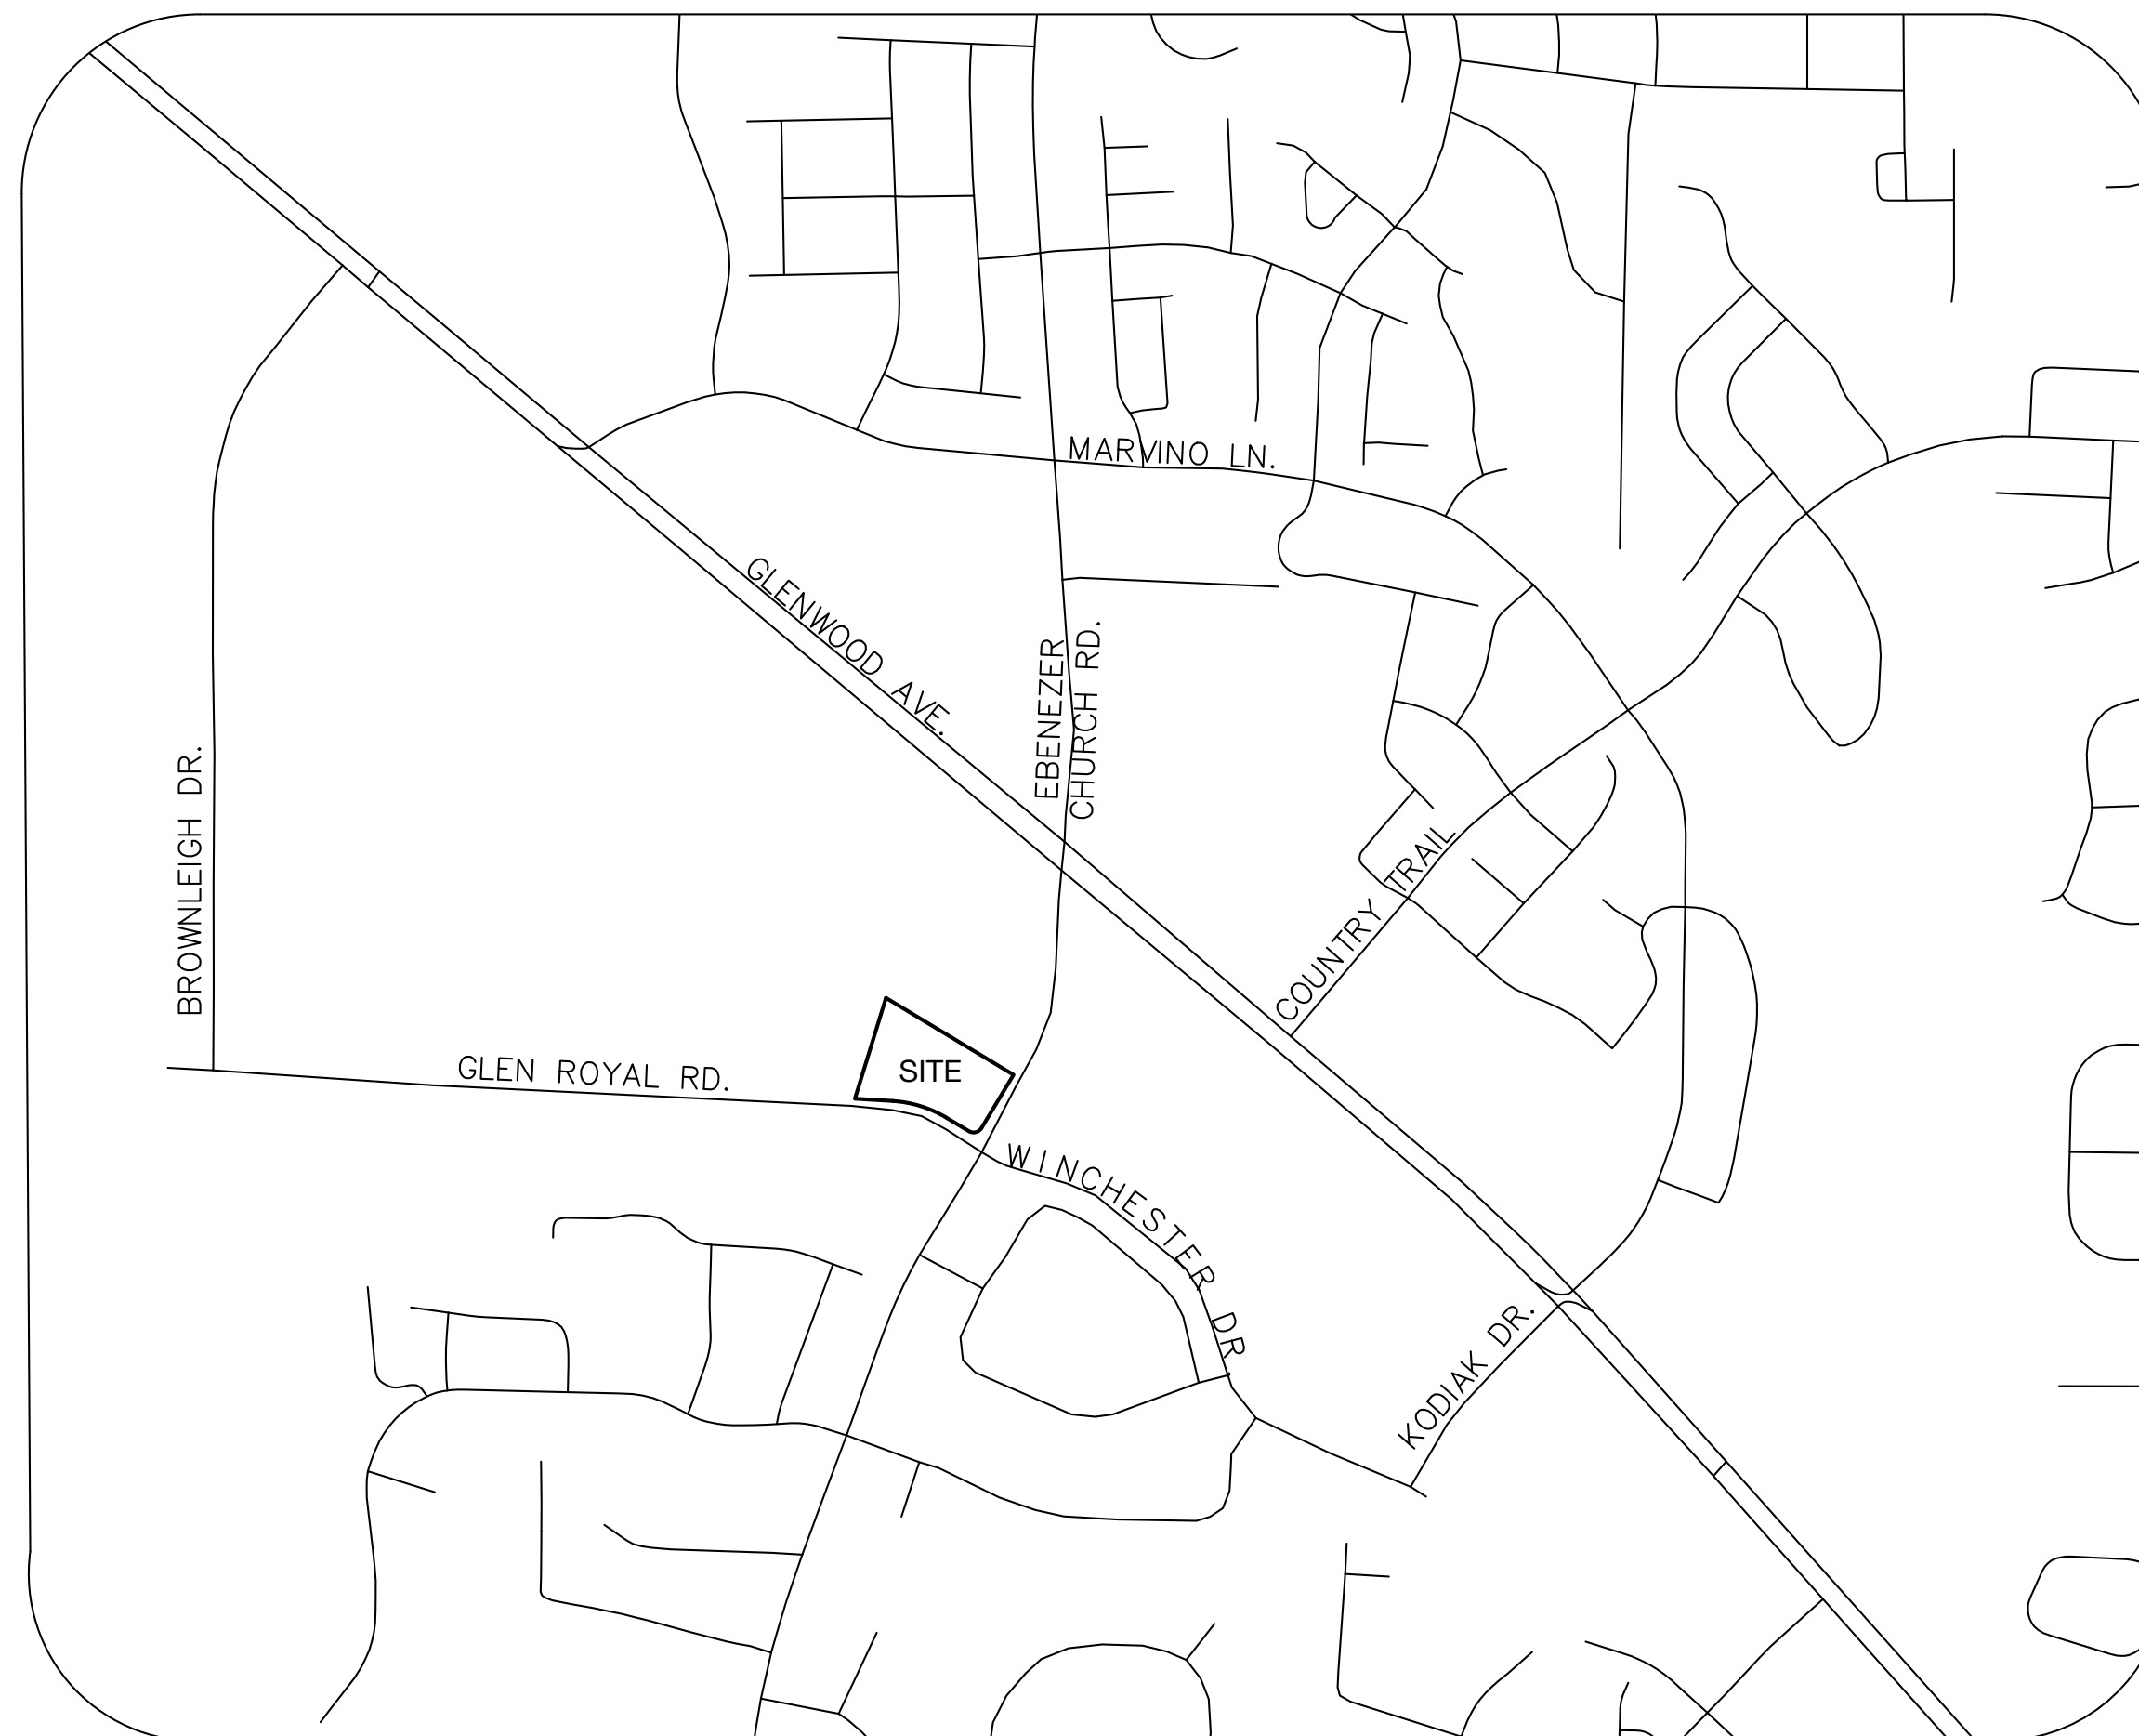 MARVINO LN.
GLENWOOD AVE.
EBENEZER
CHURCH RD.
BROWNLEIGH DR.
COUNTRY TRAIL
GLEN ROYAL RD.
SITE
WINCHESTER DR
KODIAK DR.